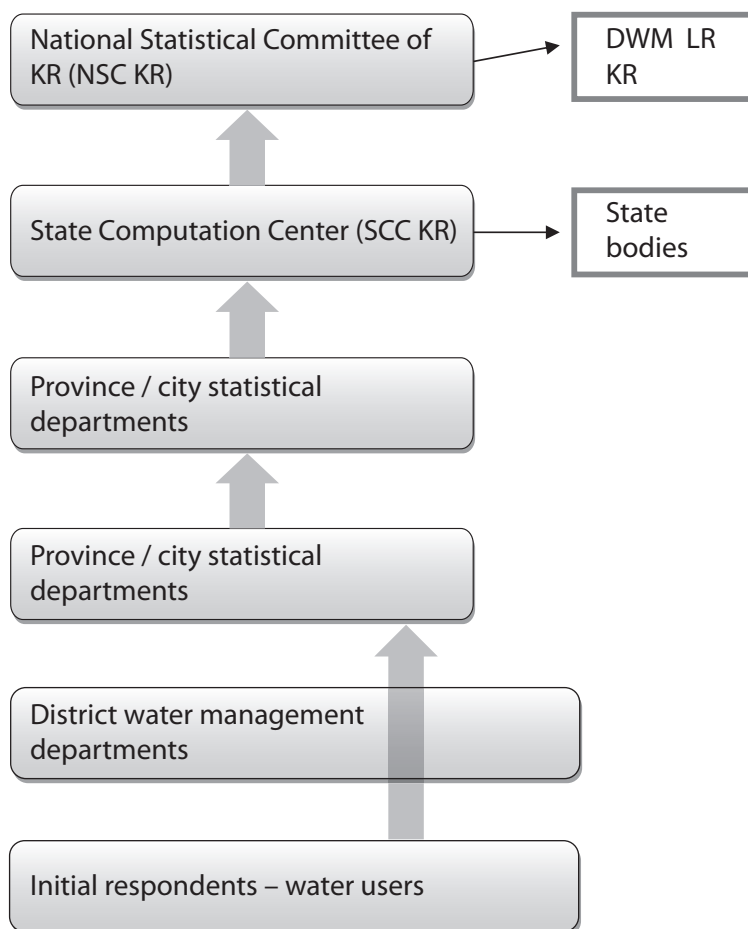 National Statistical Committee of
KR (NSC KR)
DWM LR
KR
State Computation Center (SCC KR)
State
bodies
Province / city statistical
departments
Province / city statistical
departments
District water management
departments
Initial respondents – water users